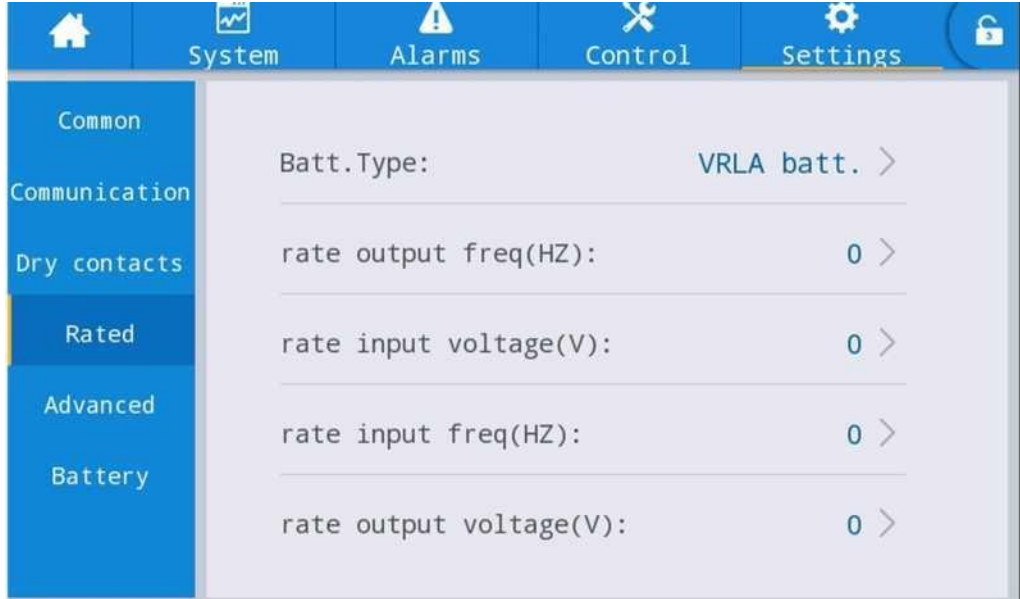 System
Alarms
Control
Settings
Common
Communication
Dry contacts
Rated
Advanced
Battery
Batt.Type: VRLA batt.
rate output freq(HZ): 0
rate input voltage(V): 0
rate input freq(HZ): 0
rate output voltage(V): 0